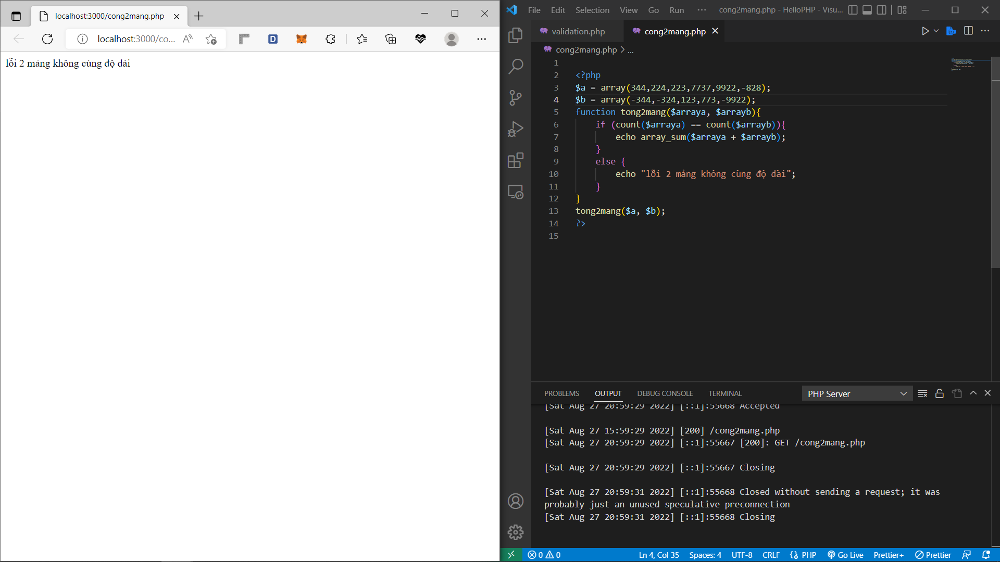 localhost:3000/cong2mang.php
localhost:3000/co...
lỗi 2 mảng không cùng độ dài
File Edit Selection View Go Run ··· cong2mang.php - HelloPHP - Visu...
validation.php cong2mang.php
cong2mang.php > ...
1
2 <?php
3 $a = array(344,224,223,7737,9922,-828);
4 $b = array(-344,-324,123,773,-9922);
5 function tong2mang($arraya, $arrayb){
6 if (count($arraya) == count($arrayb)){
7 echo array_sum($arraya + $arrayb);
8 }
9 else {
10 echo "lỗi 2 mảng không cùng độ dài";
11 }
12 }
13 tong2mang($a, $b);
14 ?>
15
PROBLEMS OUTPUT DEBUG CONSOLE TERMINAL PHP Server
[Sat Aug 27 20:59:29 2022] [::1]:55668 Accepted
[Sat Aug 27 15:59:29 2022] [200] /cong2mang.php
[Sat Aug 27 20:59:29 2022] [::1]:55667 [200]: GET /cong2mang.php
[Sat Aug 27 20:59:29 2022] [::1]:55667 Closing
[Sat Aug 27 20:59:31 2022] [::1]:55668 Closed without sending a request; it was
probably just an unused speculative preconnection
[Sat Aug 27 20:59:31 2022] [::1]:55668 Closing
0 0 Ln 4, Col 35 Spaces: 4 UTF-8 CRLF PHP Go Live Prettier+ Prettier